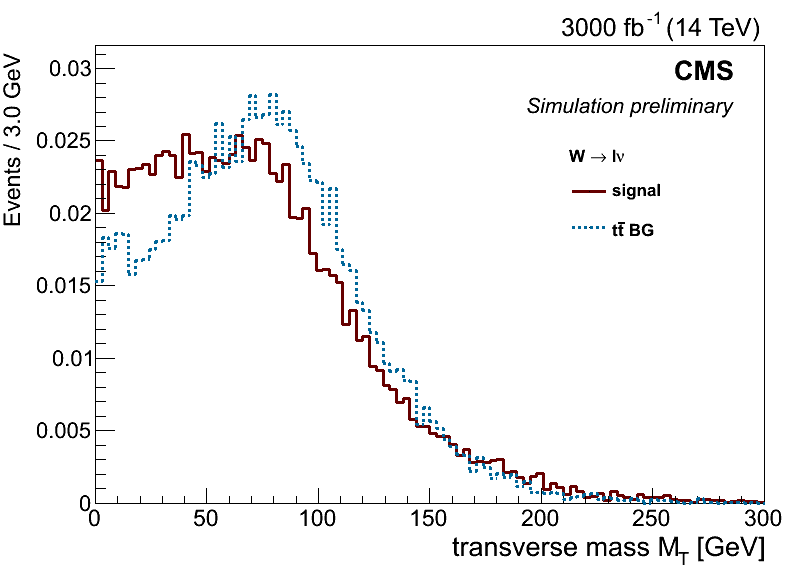 3000 fb⁻¹ (14 TeV)
CMS
Simulation preliminary
W → lν
signal
tt̄ BG
Events / 3.0 GeV
0.03
0.025
0.02
0.015
0.01
0.005
0
0 50 100 150 200 250 300
transverse mass M_T [GeV]